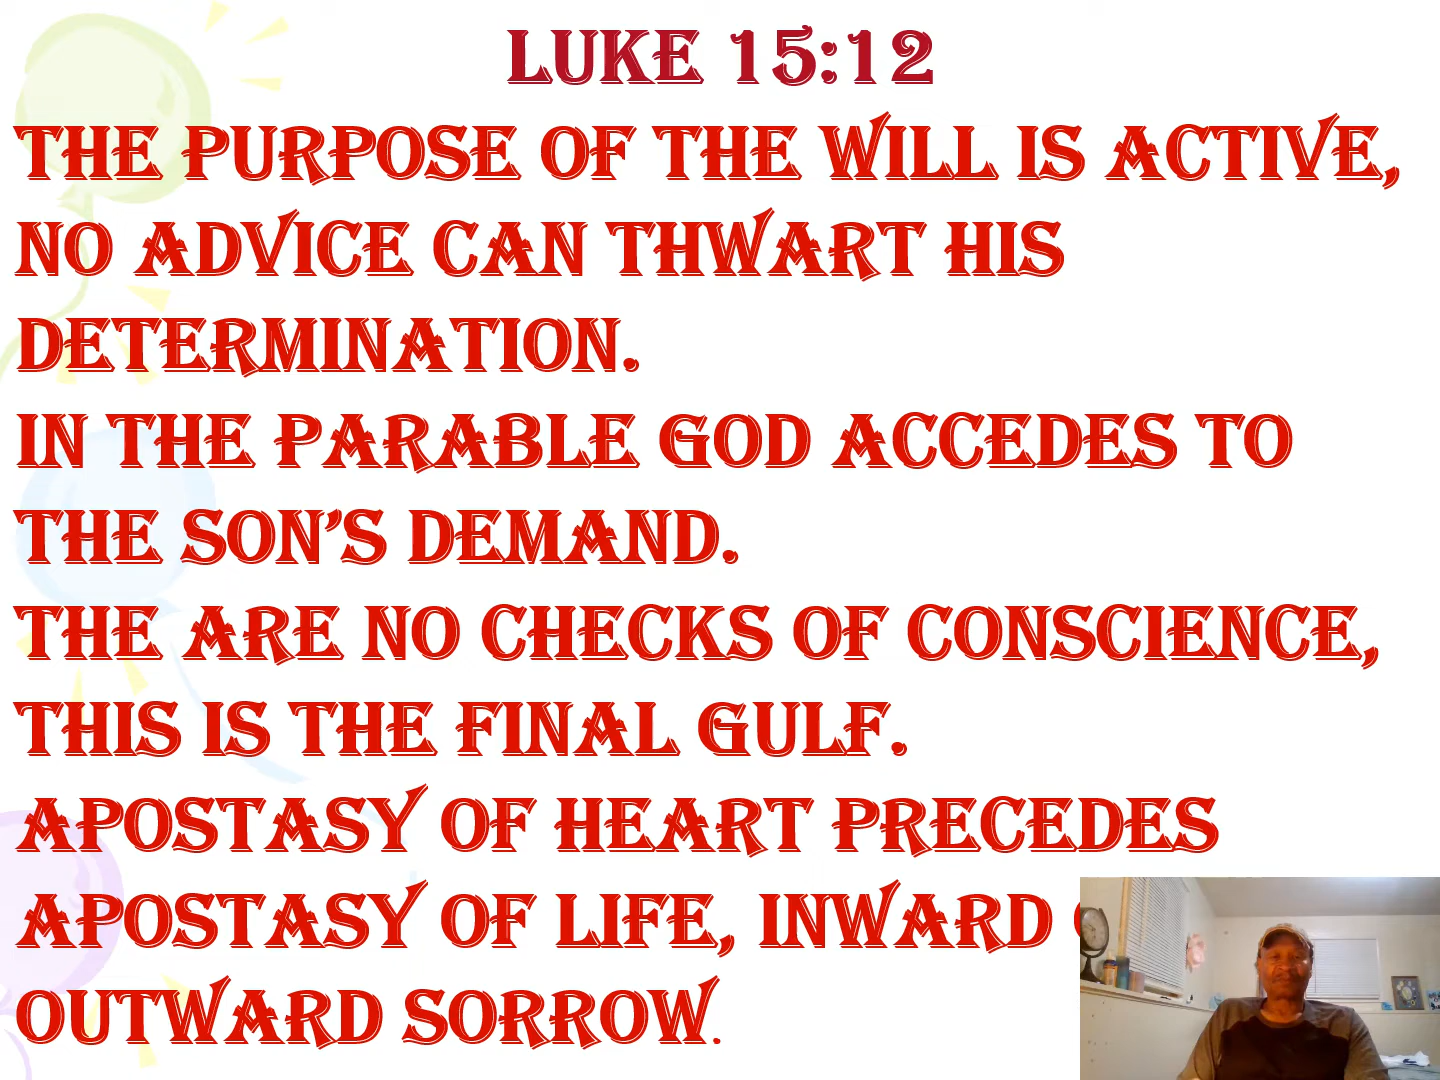 LUKE 15:12
THE PURPOSE OF THE WILL IS ACTIVE,
NO ADVICE CAN THWART HIS
DETERMINATION.
IN THE PARABLE GOD ACCEDES TO
THE SON’S DEMAND.
THE ARE NO CHECKS OF CONSCIENCE,
THIS IS THE FINAL GULF.
APOSTASY OF HEART PRECEDES
APOSTASY OF LIFE, INWARD
OUTWARD SORROW.